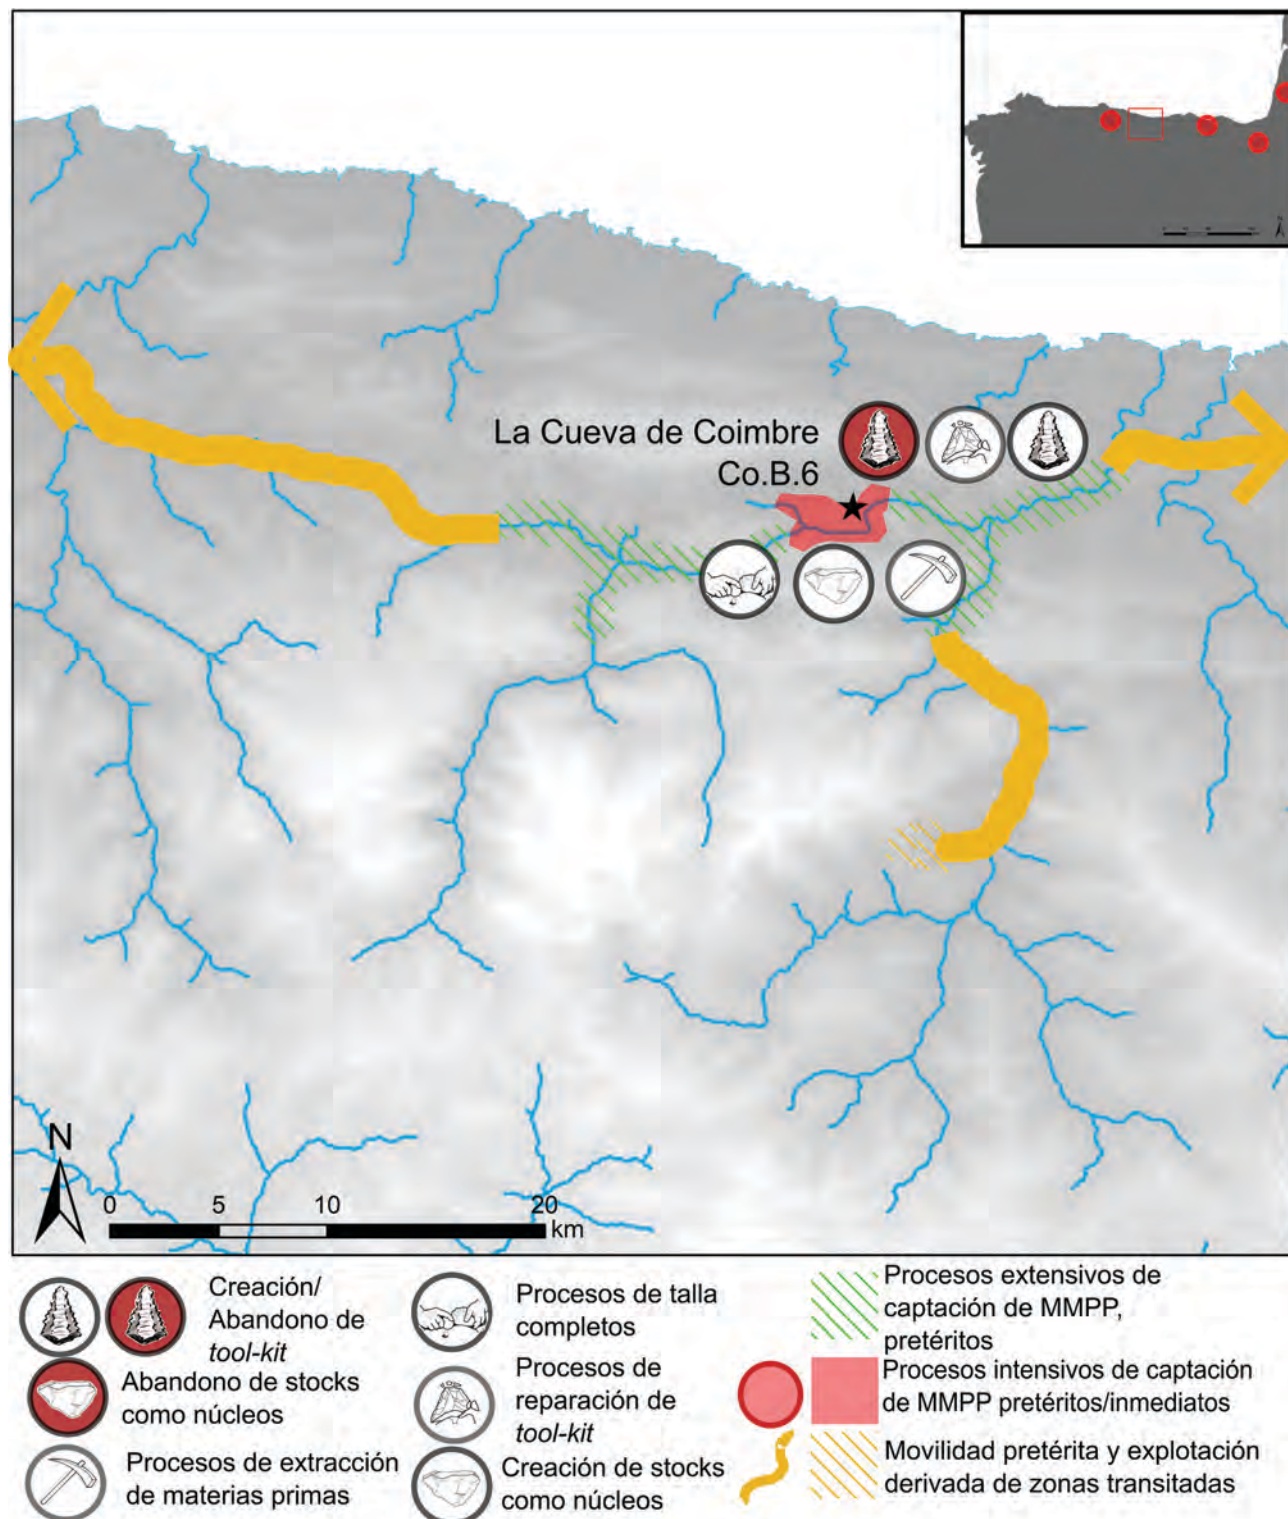 N
La Cueva de Coimbre
Co.B.6
N
0 5 10 20
km
Creación/
Abandono de
tool-kit
Abandono de stocks
como núcleos
Procesos de extracción
de materias primas
Procesos de talla
completos
Procesos de
reparación de
tool-kit
Creación de stocks
como núcleos
Procesos extensivos de
captación de MMPP,
pretéritos
Procesos intensivos de captación
de MMPP pretéritos/inmediatos
Movilidad pretérita y explotación
derivada de zonas transitadas